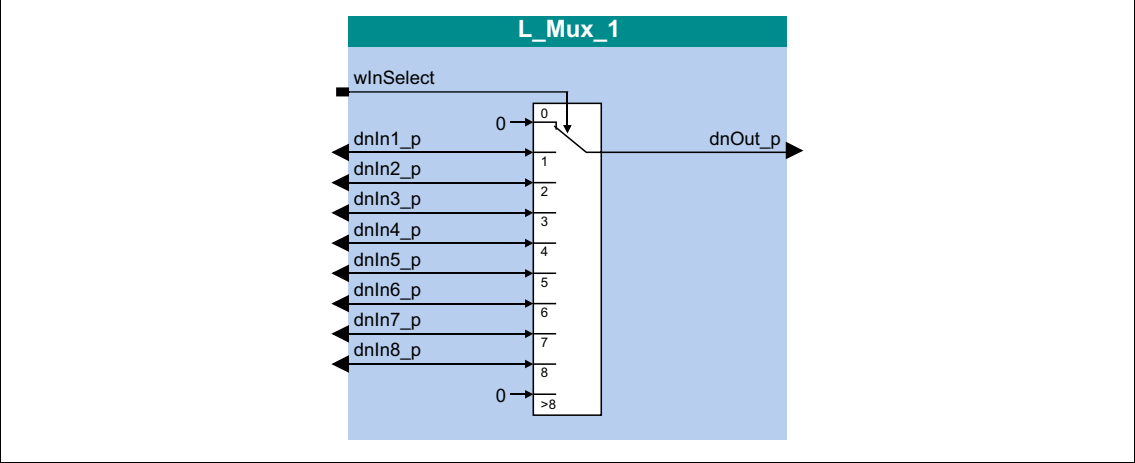 L_Mux_1
wInSelect
0
0
dnIn1_p
dnOut_p
1
dnIn2_p
2
dnIn3_p
3
dnIn4_p
4
dnIn5_p
5
dnIn6_p
6
dnIn7_p
7
dnIn8_p
8
0
>8